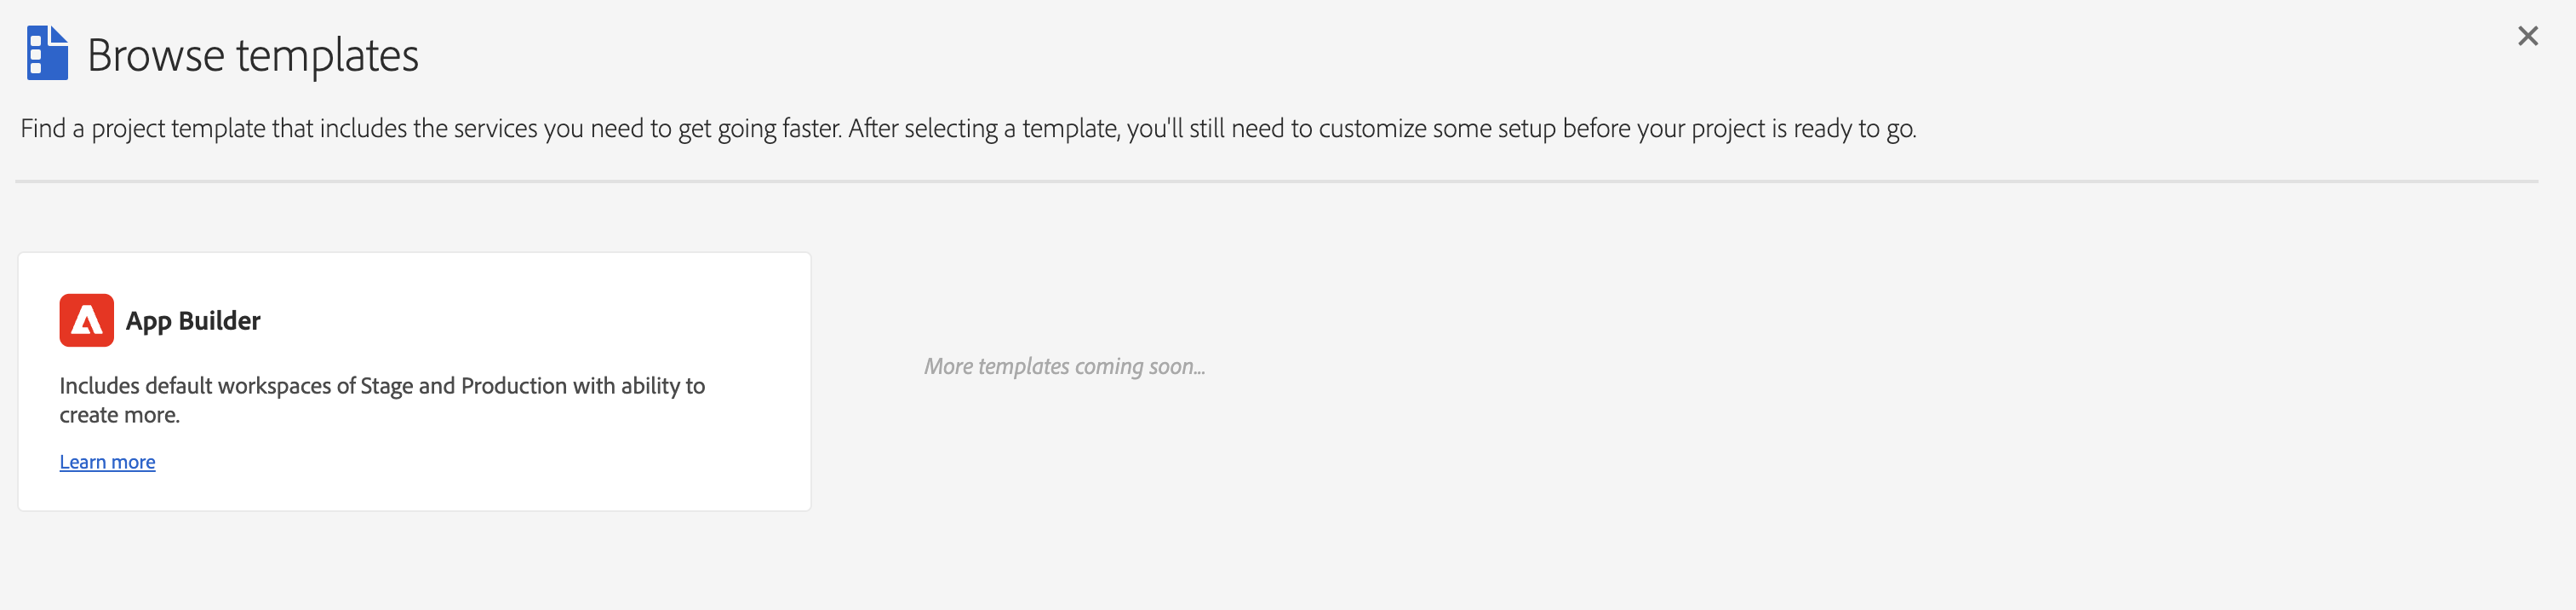 Browse templates
Find a project template that includes the services you need to get going faster. After selecting a template, you'll still need to customize some setup before your project is ready to go.
App Builder
Includes default workspaces of Stage and Production with ability to
create more.
Learn more
More templates coming soon...